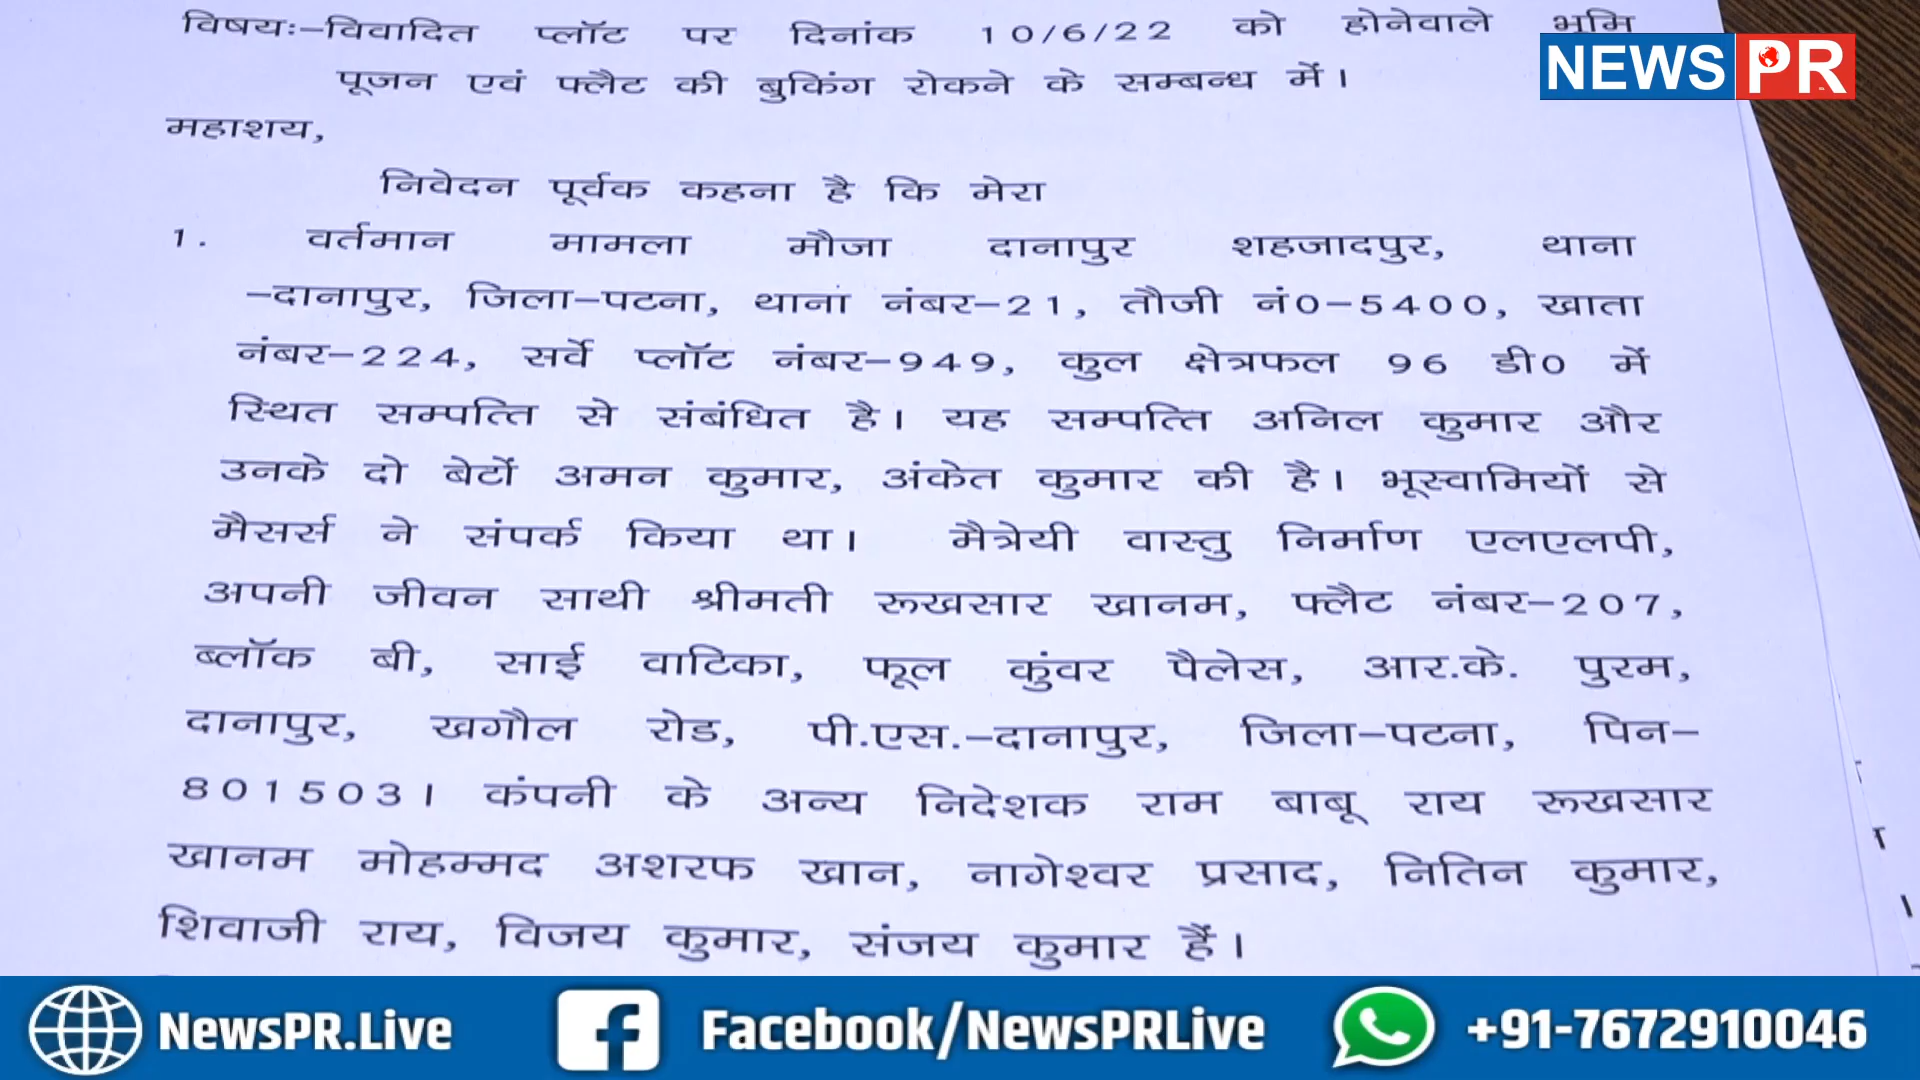 विषयः–विवादित प्लॉट पर दिनांक 10/6/22 को होनेवाले भूमि
NEWS PR
पूजन एवं फ्लैट की बुकिंग रोकने के सम्बन्ध में।
महाशय,
निवेदन पूर्वक कहना है कि मेरा
1. वर्तमान मामला मौजा दानापुर शहजादपुर, थाना
–दानापुर, जिला–पटना, थाना नंबर–21, तौजी नं0–5400, खाता
नंबर–224, सर्वे प्लॉट नंबर–949, कुल क्षेत्रफल 96 डी0 में
स्थित सम्पत्ति से संबंधित है। यह सम्पत्ति अनिल कुमार और
उनके दो बेटों अमन कुमार, अंकेत कुमार की है। भूस्वामियों से
मैसर्स ने संपर्क किया था। मैत्रेयी वास्तु निर्माण एलएलपी,
अपनी जीवन साथी श्रीमती रूखसार खानम, फ्लैट नंबर–207,
ब्लॉक बी, साई वाटिका, फूल कुंवर पैलेस, आर.के. पुरम,
दानापुर, खगौल रोड, पी.एस.–दानापुर, जिला–पटना, पिन–
801503। कंपनी के अन्य निदेशक राम बाबू राय रूखसार
खानम मोहम्मद अशरफ खान, नागेश्वर प्रसाद, नितिन कुमार,
शिवाजी राय, विजय कुमार, संजय कुमार हैं।
NewsPR.Live Facebook/NewsPRLive +91-7672910046